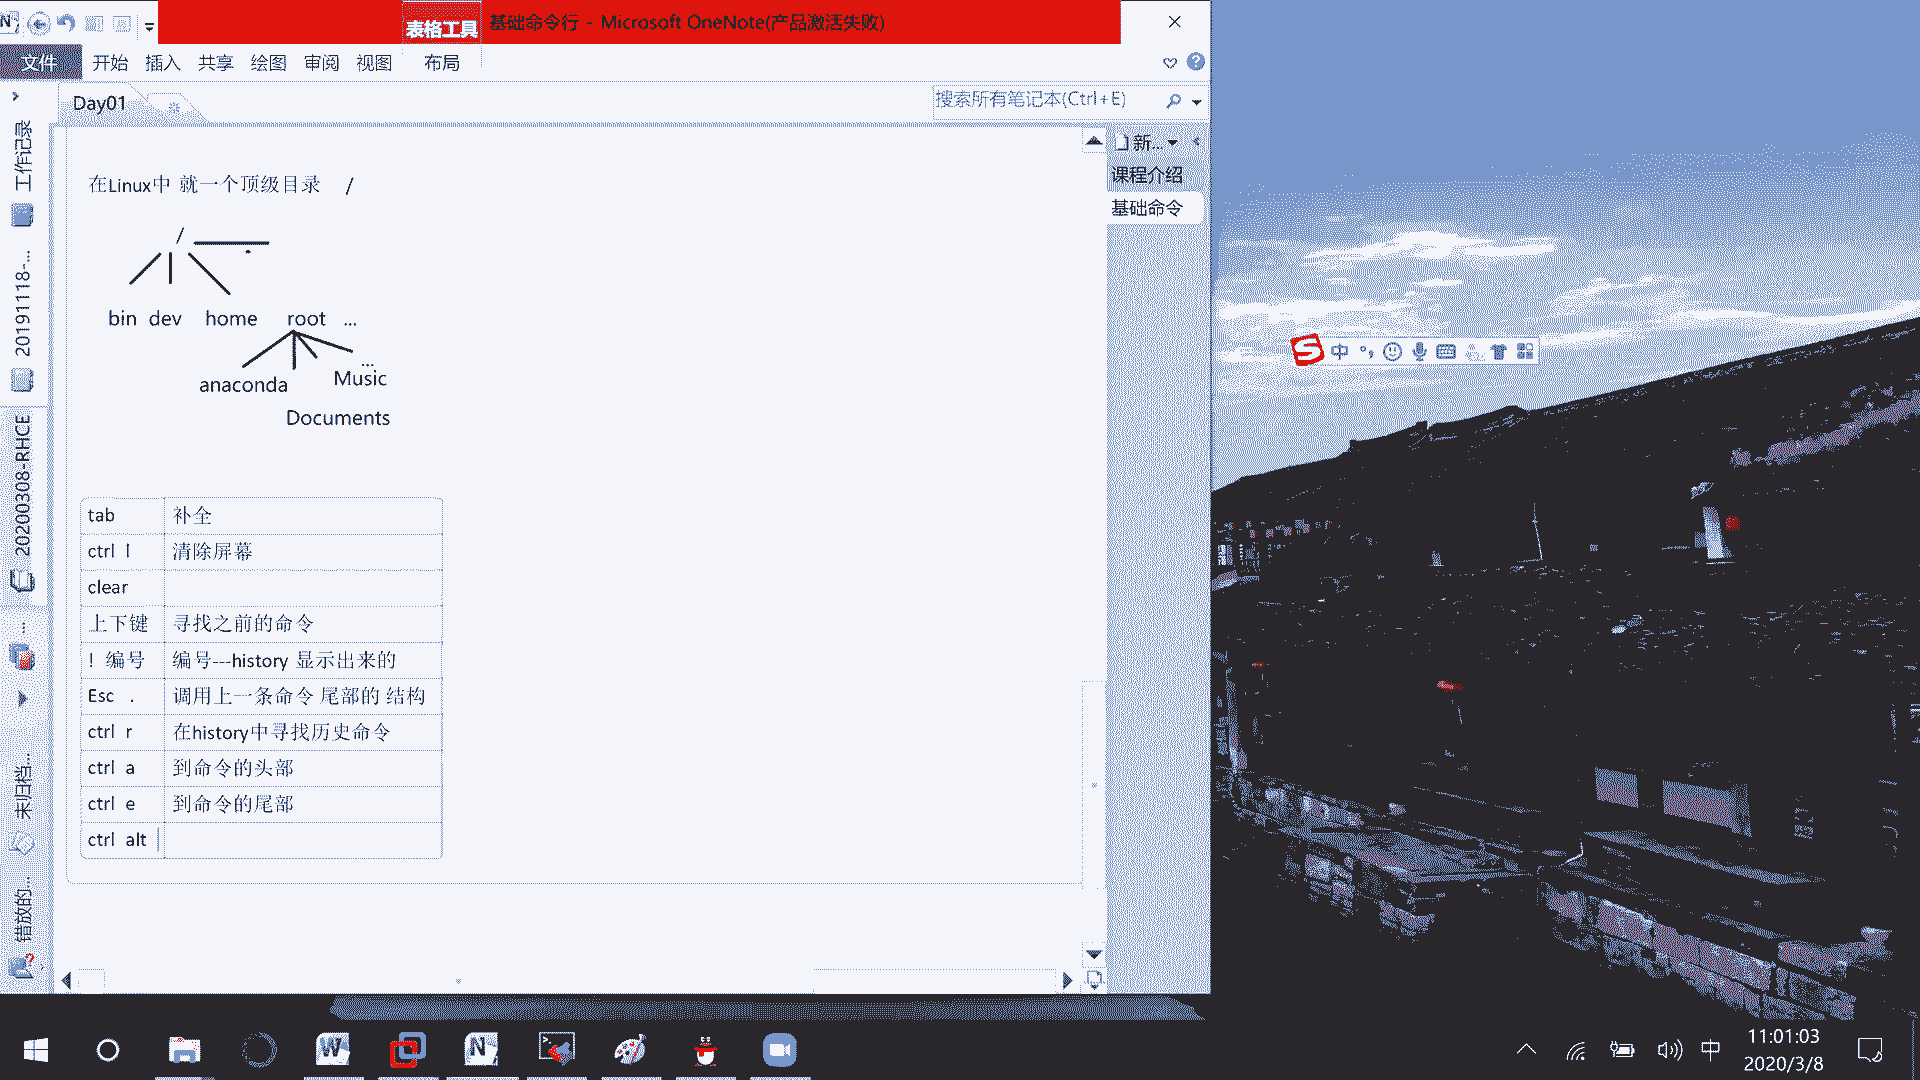 表格工具
基础命令行 - Microsoft OneNote(产品激活失败)
文件 开始 插入 共享 绘图 审阅 视图 布局
Day01
搜索所有笔记本(Ctrl+E)
工作记录
20191118-...
20200308-RHCE
...
未归档...
错放的...
新...
课程介绍
基础命令
在Linux中 就一个顶级目录 /
/
bin dev home root ...
...
anaconda Music
Documents
tab 补全
ctrl l 清除屏幕
clear
上下键 寻找之前的命令
! 编号 编号---history 显示出来的
Esc . 调用上一条命令 尾部的 结构
ctrl r 在history中寻找历史命令
ctrl a 到命令的头部
ctrl e 到命令的尾部
ctrl alt
中
中
11:01:03
2020/3/8